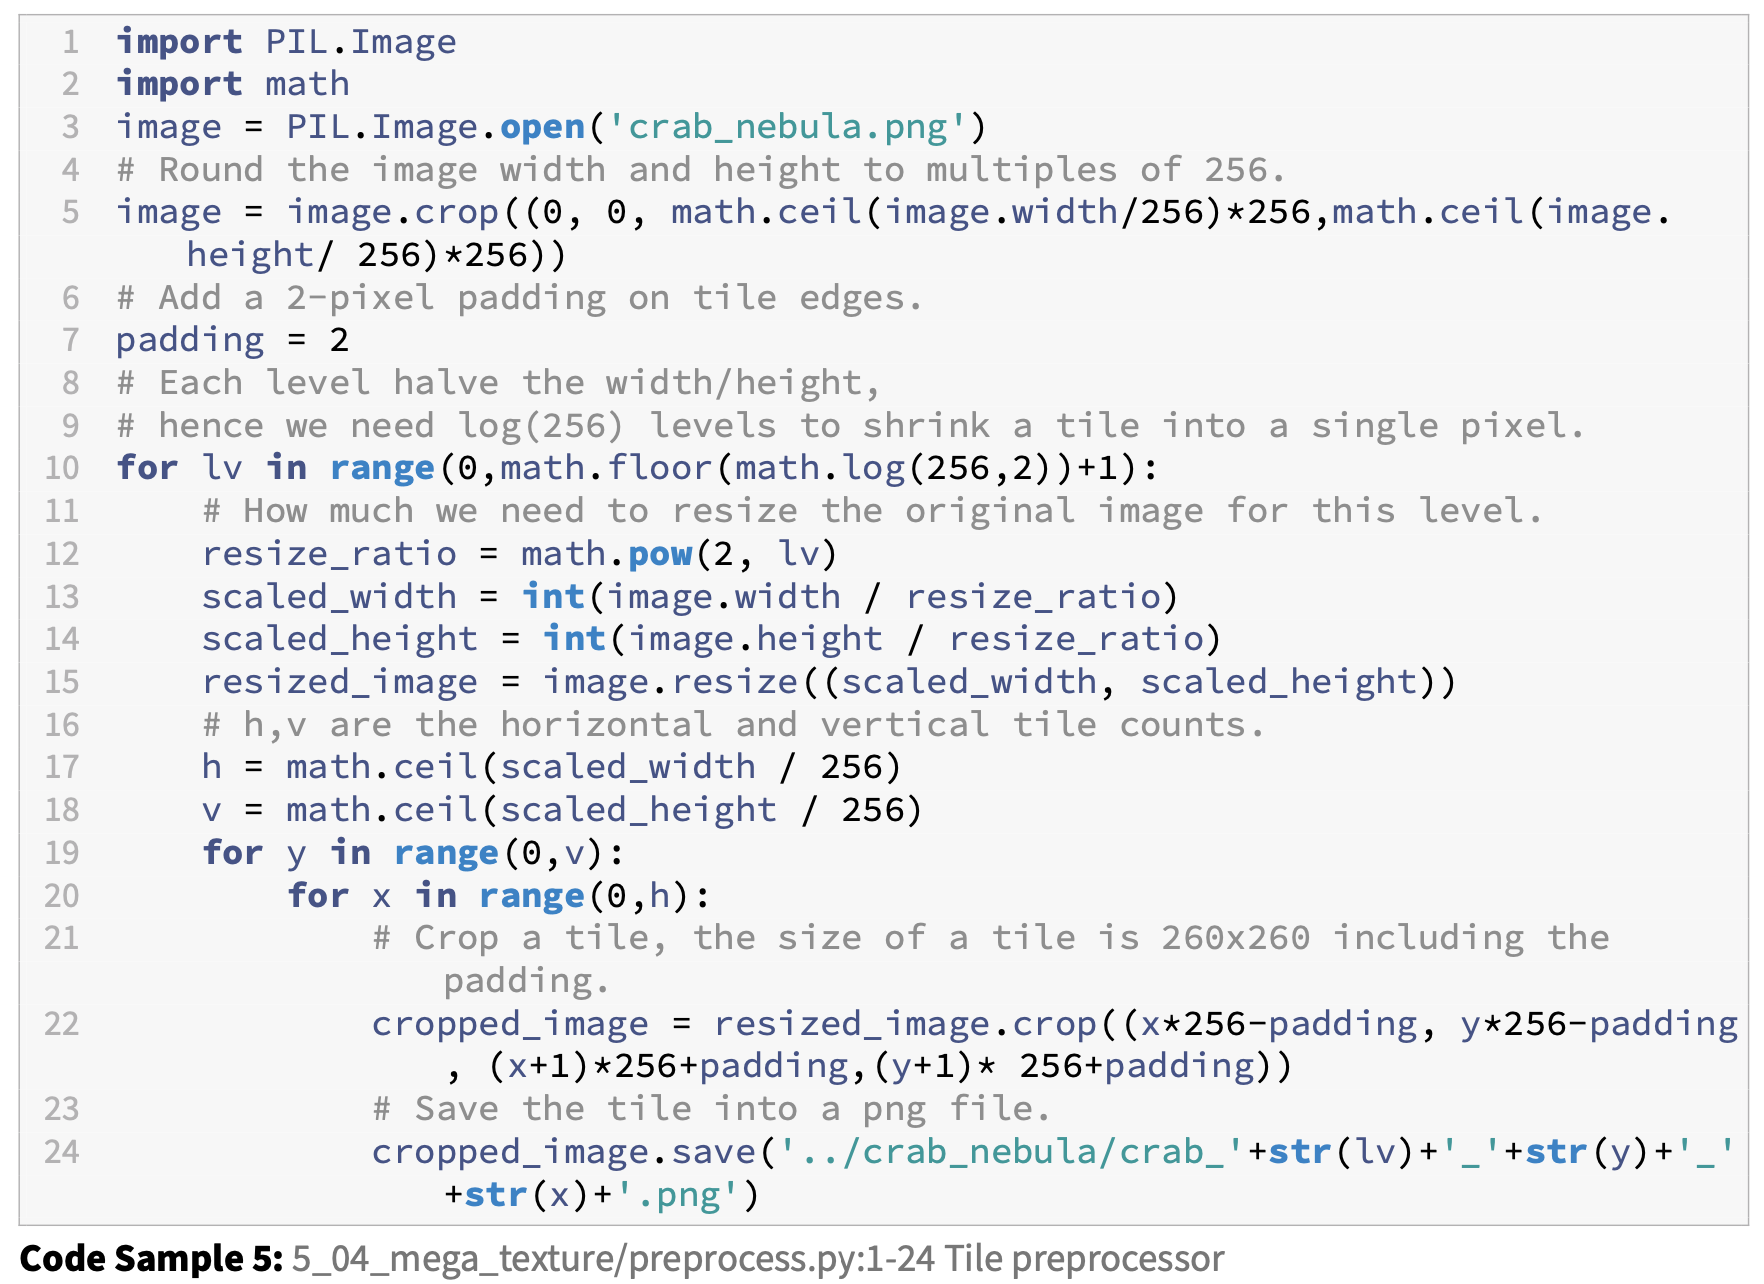 1 import PIL.Image
2 import math
3 image = PIL.Image.open('crab_nebula.png')
4 # Round the image width and height to multiples of 256.
5 image = image.crop((0, 0, math.ceil(image.width/256)*256,math.ceil(image.
height/ 256)*256))
6 # Add a 2-pixel padding on tile edges.
7 padding = 2
8 # Each level halve the width/height,
9 # hence we need log(256) levels to shrink a tile into a single pixel.
10 for lv in range(0,math.floor(math.log(256,2))+1):
11     # How much we need to resize the original image for this level.
12     resize_ratio = math.pow(2, lv)
13     scaled_width = int(image.width / resize_ratio)
14     scaled_height = int(image.height / resize_ratio)
15     resized_image = image.resize((scaled_width, scaled_height))
16     # h,v are the horizontal and vertical tile counts.
17     h = math.ceil(scaled_width / 256)
18     v = math.ceil(scaled_height / 256)
19     for y in range(0,v):
20         for x in range(0,h):
21             # Crop a tile, the size of a tile is 260x260 including the
padding.
22             cropped_image = resized_image.crop((x*256-padding, y*256-padding
, (x+1)*256+padding,(y+1)* 256+padding))
23             # Save the tile into a png file.
24             cropped_image.save('../crab_nebula/crab_'+str(lv)+'_'+str(y)+'_'
+str(x)+'.png')
Code Sample 5: 5_04_mega_texture/preprocess.py:1-24 Tile preprocessor